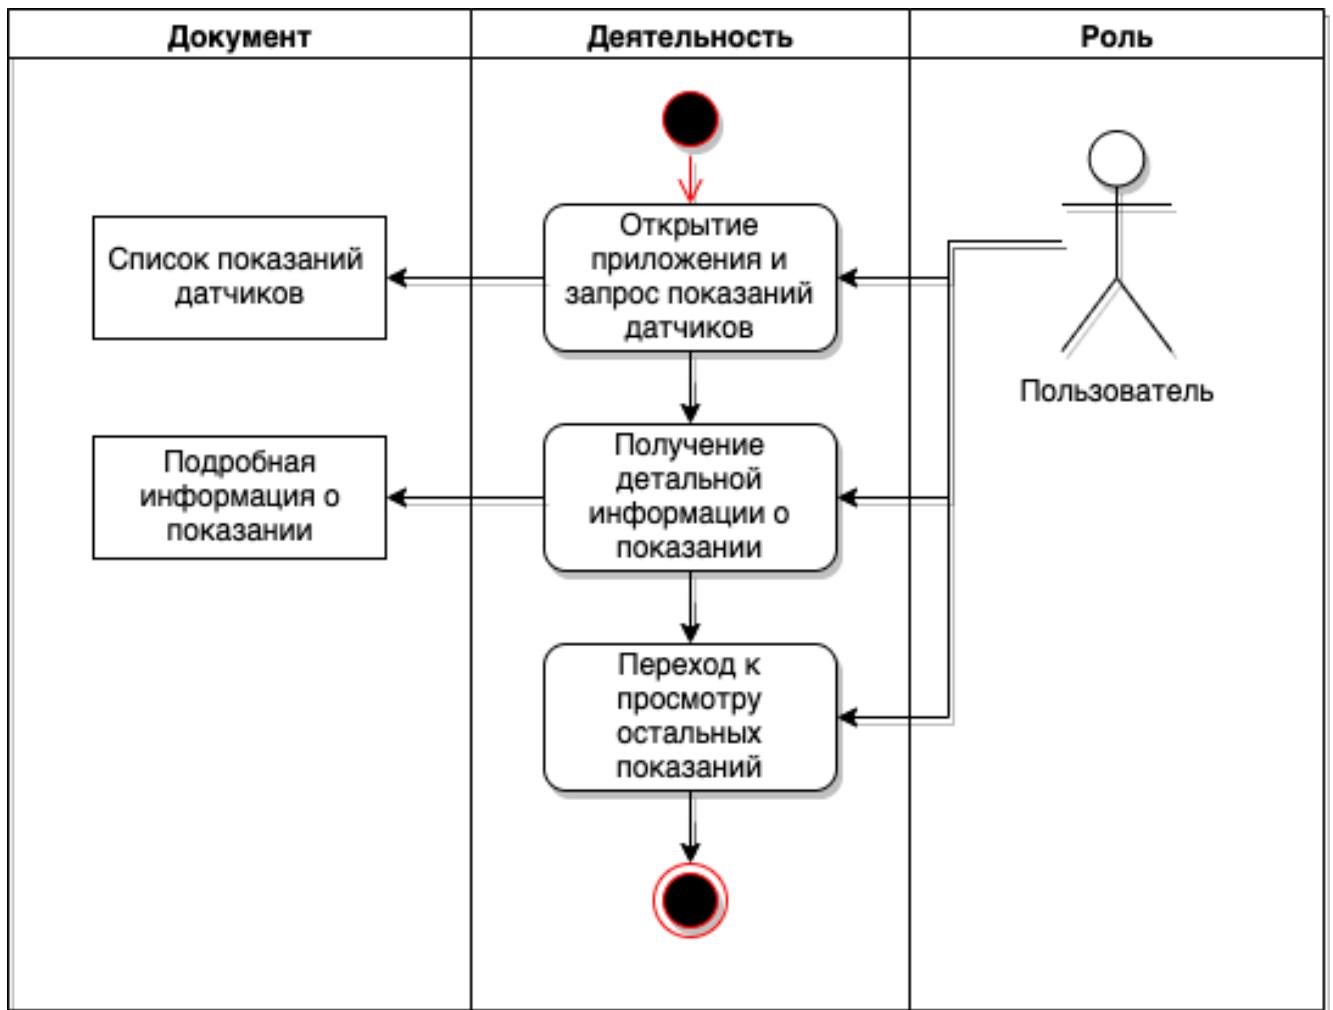 Документ
Деятельность
Роль
Открытие
приложения и
запрос показаний
датчиков
Список показаний
датчиков
Пользователь
Получение
детальной
информации о
показании
Подробная
информация о
показании
Переход к
просмотру
остальных
показаний